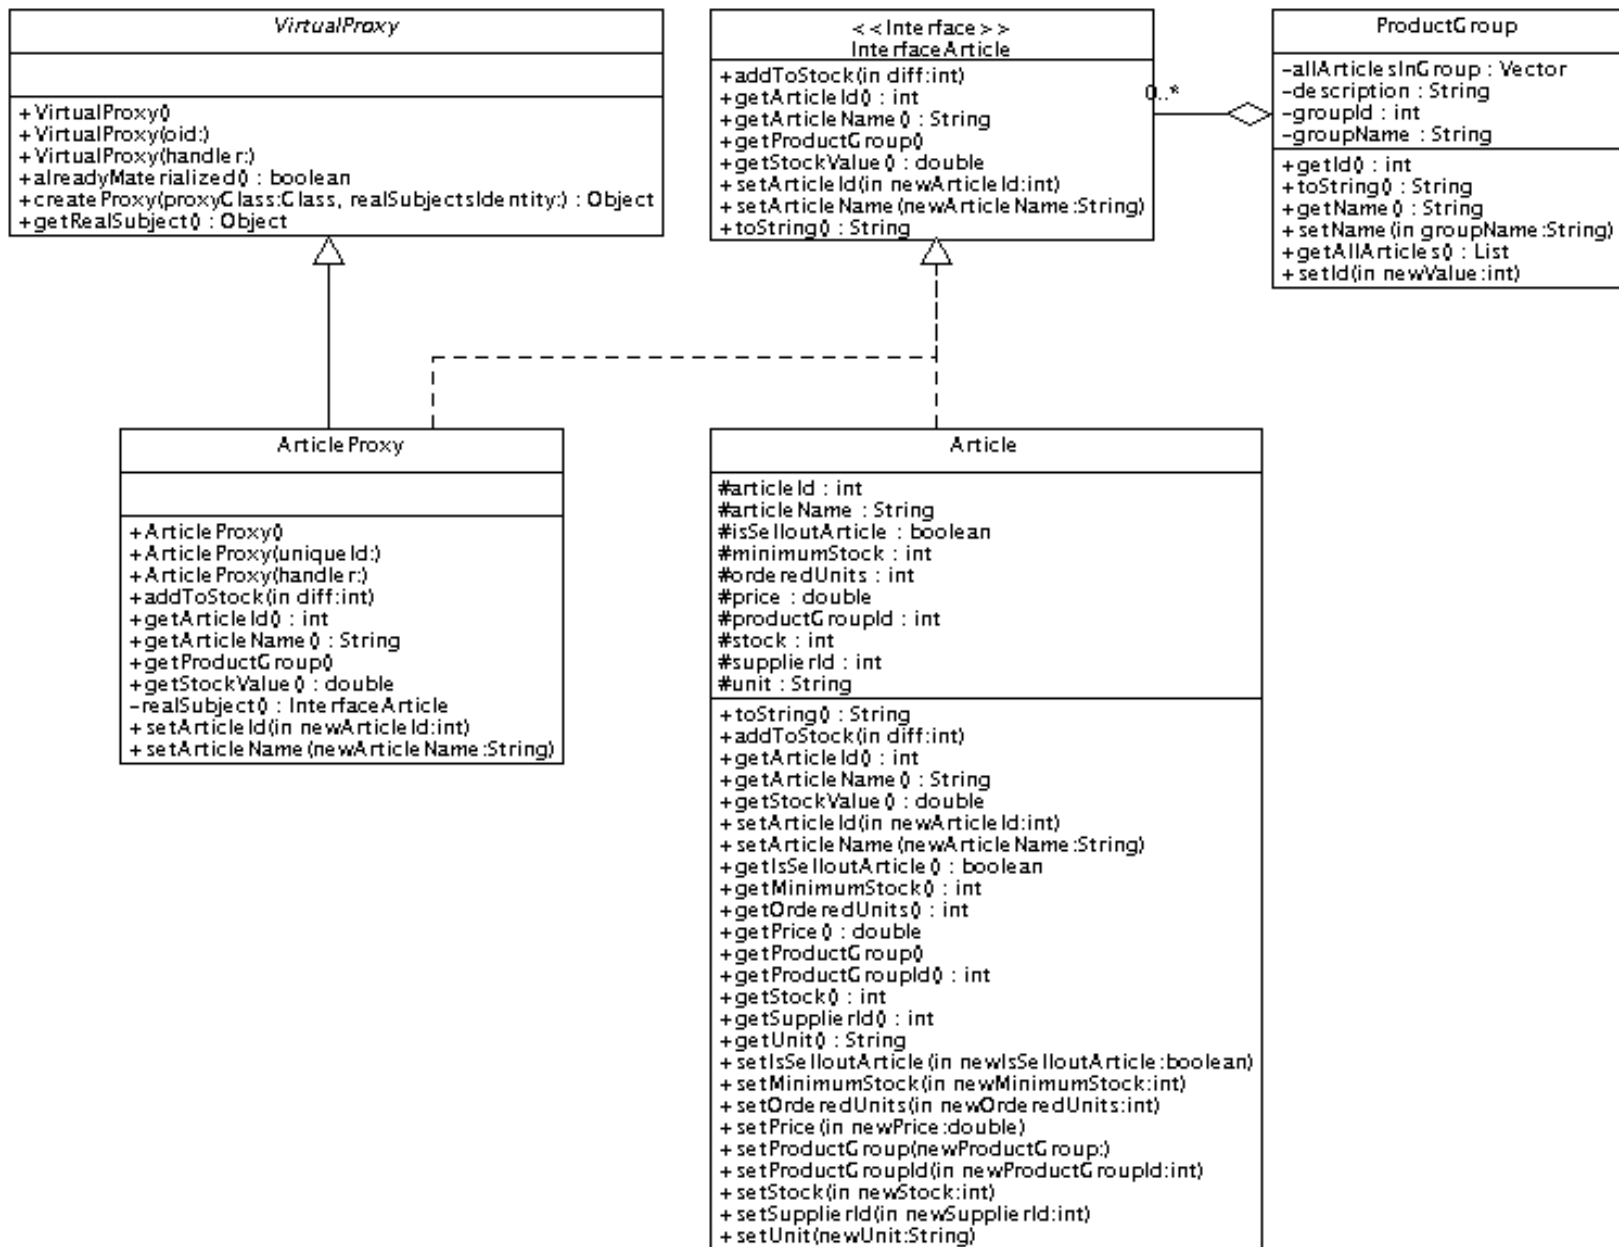 VirtualProxy
+VirtualProxy()
+VirtualProxy(oid:)
+VirtualProxy(handler:)
+alreadyMaterialized() : boolean
+createProxy(proxyClass:Class, realSubjectsIdentity:) : Object
+getRealSubject() : Object
<<Interface>>
InterfaceArticle
+addToStock(in diff:int)
+getArticleId() : int
+getArticleName() : String
+getProductGroup()
+getStockValue() : double
+setArticleId(in newArticleId:int)
+setArticleName(newArticleName:String)
+toString() : String
0..*
ProductGroup
-allArticlesInGroup : Vector
-description : String
-groupId : int
-groupName : String
+getId() : int
+toString() : String
+getName() : String
+setName(in groupName:String)
+getAllArticles() : List
+setId(in newValue:int)
ArticleProxy
+ArticleProxy()
+ArticleProxy(uniqueId:)
+ArticleProxy(handler:)
+addToStock(in diff:int)
+getArticleId() : int
+getArticleName() : String
+getProductGroup()
+getStockValue() : double
-realSubject() : InterfaceArticle
+setArticleId(in newArticleId:int)
+setArticleName(newArticleName:String)
Article
#articleId : int
#articleName : String
#isSelloutArticle : boolean
#minimumStock : int
#orderedUnits : int
#price : double
#productGroupId : int
#stock : int
#supplierId : int
#unit : String
+toString() : String
+addToStock(in diff:int)
+getArticleId() : int
+getArticleName() : String
+getStockValue() : double
+setArticleId(in newArticleId:int)
+setArticleName(newArticleName:String)
+getIsSelloutArticle() : boolean
+getMinimumStock() : int
+getOrderedUnits() : int
+getPrice() : double
+getProductGroup()
+getProductGroupId() : int
+getStock() : int
+getSupplierId() : int
+getUnit() : String
+setIsSelloutArticle(in newIsSelloutArticle:boolean)
+setMinimumStock(in newMinimumStock:int)
+setOrderedUnits(in newOrderedUnits:int)
+setPrice(in newPrice:double)
+setProductGroup(newProductGroup:)
+setProductGroupId(in newProductGroupId:int)
+setStock(in newStock:int)
+setSupplierId(in newSupplierId:int)
+setUnit(newUnit:String)